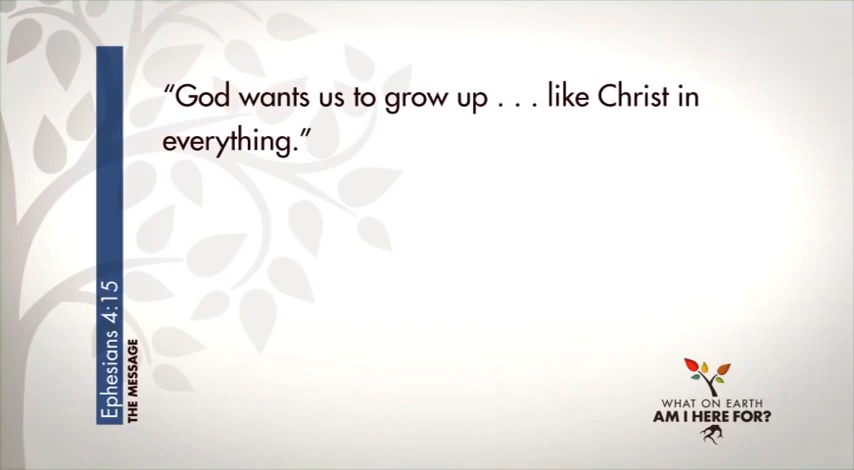 “God wants us to grow up . . . like Christ in
everything.”
Ephesians 4:15
THE MESSAGE
WHAT ON EARTH
AM I HERE FOR?